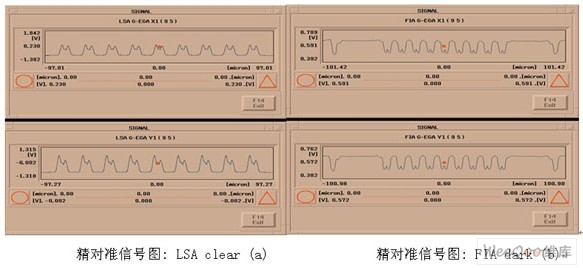 SIGNAL
LSA G-EGA X1 ( 9 5)
1.842
[V]
0.230
-1.382
-97.01 0.00 97.01
[micron], 0.00 0.00 [micron], 0.00
[V] 0.230 0.000 0.230 ,[V]
Exit
SIGNAL
FIA G-EGA X1 ( 9 5)
0.789
[V]
0.591
0.392
-101.42 0.00 101.42
[micron], 0.00 0.00 [micron], 0.00
[V], 0.591 0.000 0.591 ,[V]
Exit
SIGNAL
LSA G-EGA Y1 ( 9 5)
1.315
[V]
-0.002
-1.318
-97.27 0.00 97.27
[micron], 0.00 0.00 [micron], 0.00
[V], -0.002 0.000 -0.002 ,[V]
Exit
SIGNAL
FIA G-EGA Y1 ( 9 5)
0.762
[V]
0.572
0.382
-100.98 0.00 100.98
[micron], 0.00 0.00 [micron], 0.00
[V], 0.572 0.000 0.572 ,[V]
Exit
精对准信号图: LSA clear (a)
精对准信号图: FIA dark (b)